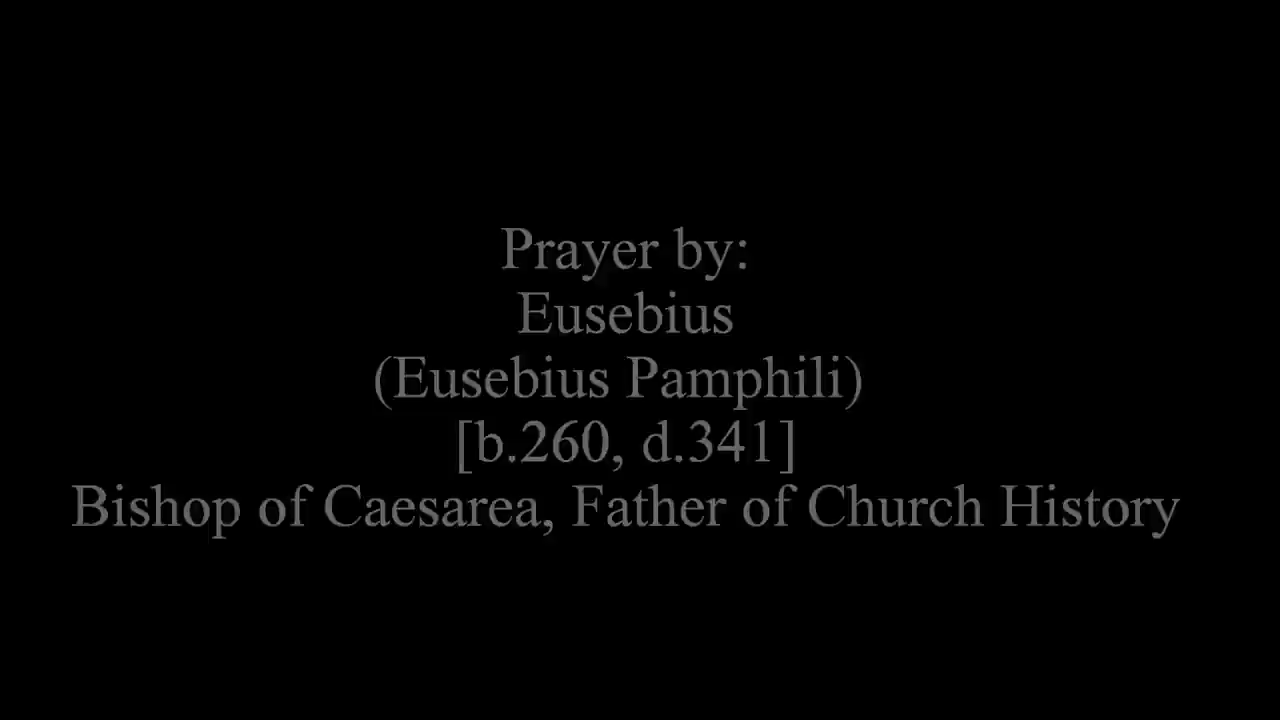 Prayer by:
Eusebius
(Eusebius Pamphili)
[b.260, d.341]
Bishop of Caesarea, Father of Church History